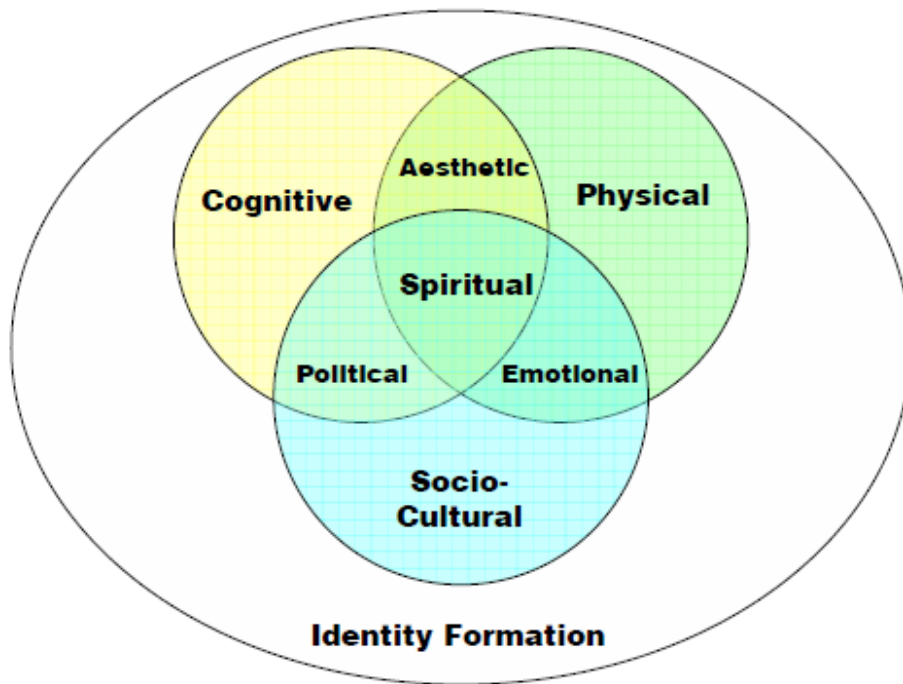 Aesthetic
Cognitive
Physical
Spiritual
Political
Emotional
Socio-
Cultural
Identity Formation